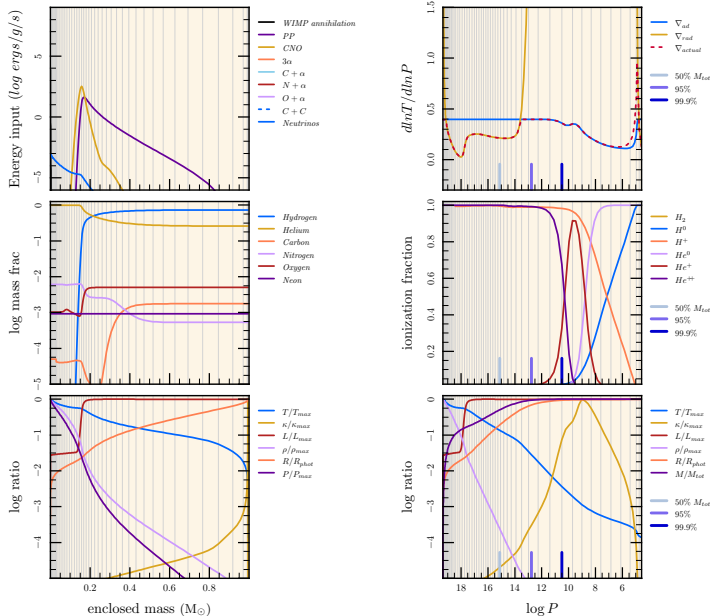 Energy input (log ergs/g/s)
5
0
−5
WIMP annihilation
PP
CNO
3α
C + α
N + α
O + α
C + C
Neutrinos
dlnT/dlnP
1.5
1.0
0.5
0.0
∇ad
∇rad
∇actual
50% Mtot
95%
99.9%
log mass frac
0
−1
−2
−3
−4
−5
Hydrogen
Helium
Carbon
Nitrogen
Oxygen
Neon
ionization fraction
1.0
0.8
0.6
0.4
0.2
H2
H0
H+
He0
He+
He++
50% Mtot
95%
99.9%
log ratio
0
−1
−2
−3
−4
0.2 0.4 0.6 0.8
enclosed mass (M⊙)
T/Tmax
κ/κmax
L/Lmax
ρ/ρmax
R/Rphot
P/Pmax
log ratio
0
−1
−2
−3
−4
18 16 14 12 10 8 6
log P
T/Tmax
κ/κmax
L/Lmax
ρ/ρmax
R/Rphot
M/Mtot
50% Mtot
95%
99.9%